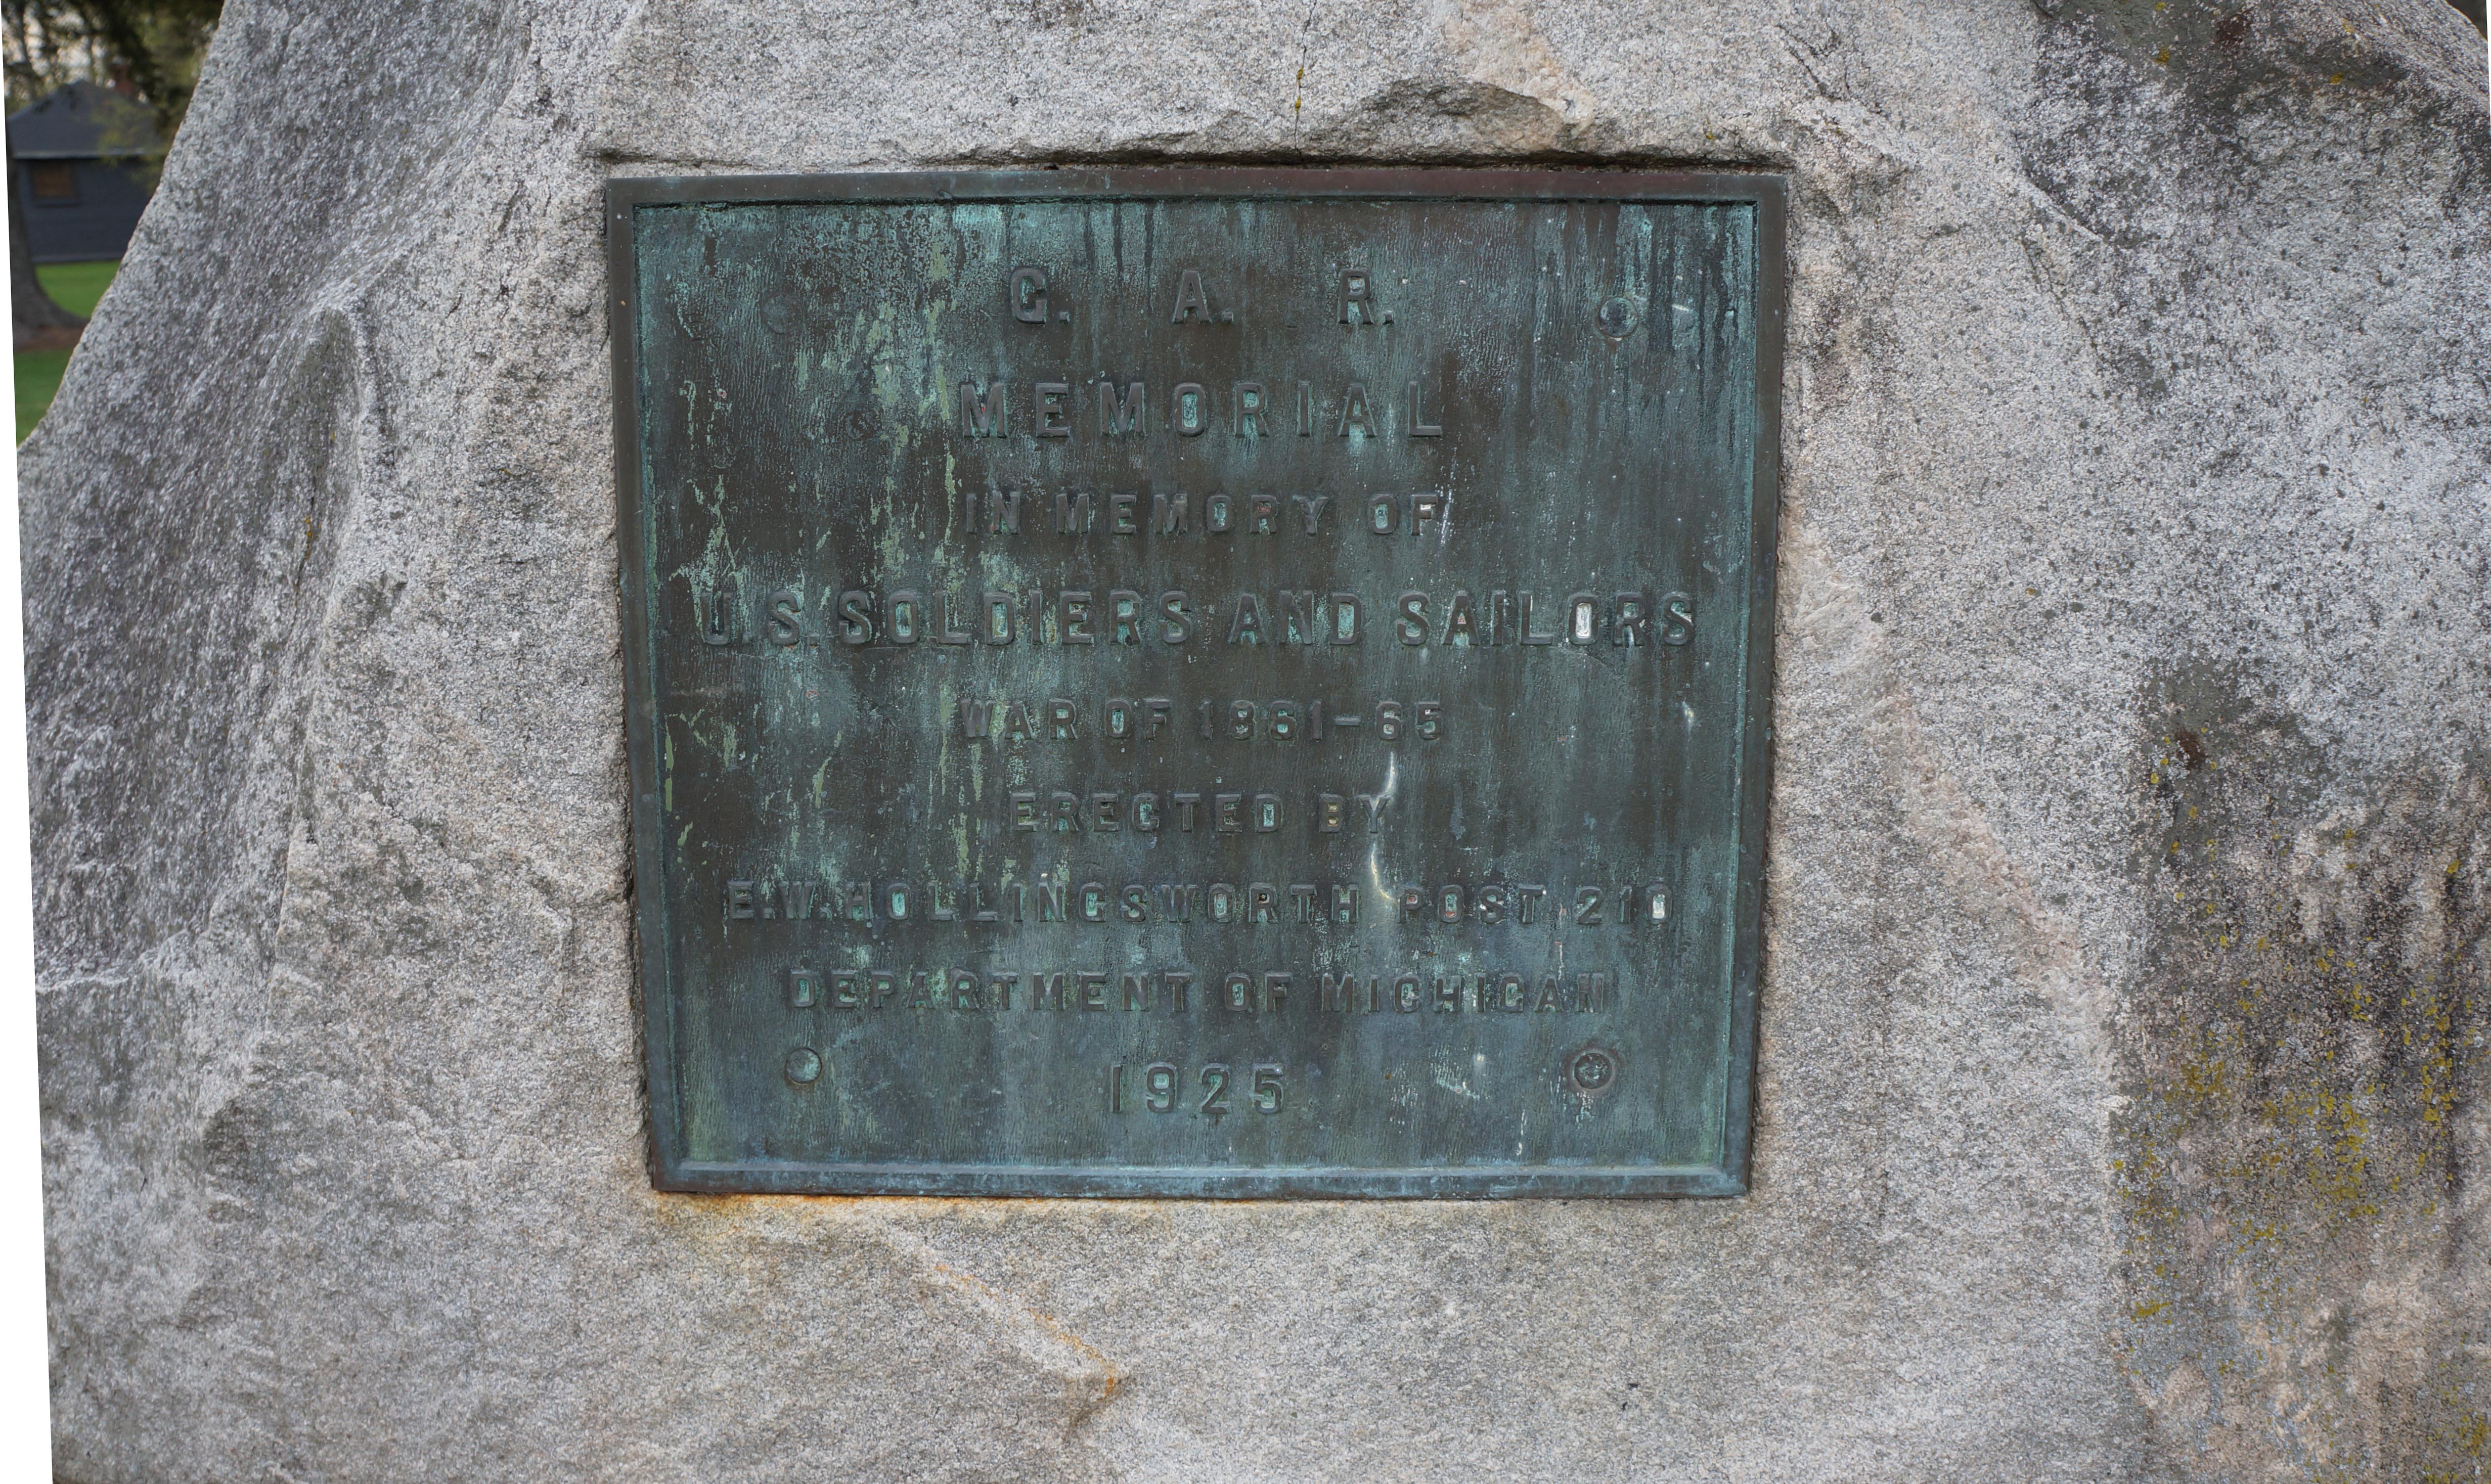 G. A. R.
MEMORIAL
IN MEMORY OF
U.S. SOLDIERS AND SAILORS
WAR OF 1861-65
ERECTED BY
E.W. HOLLINGSWORTH POST 210
DEPARTMENT OF MICHIGAN
1925